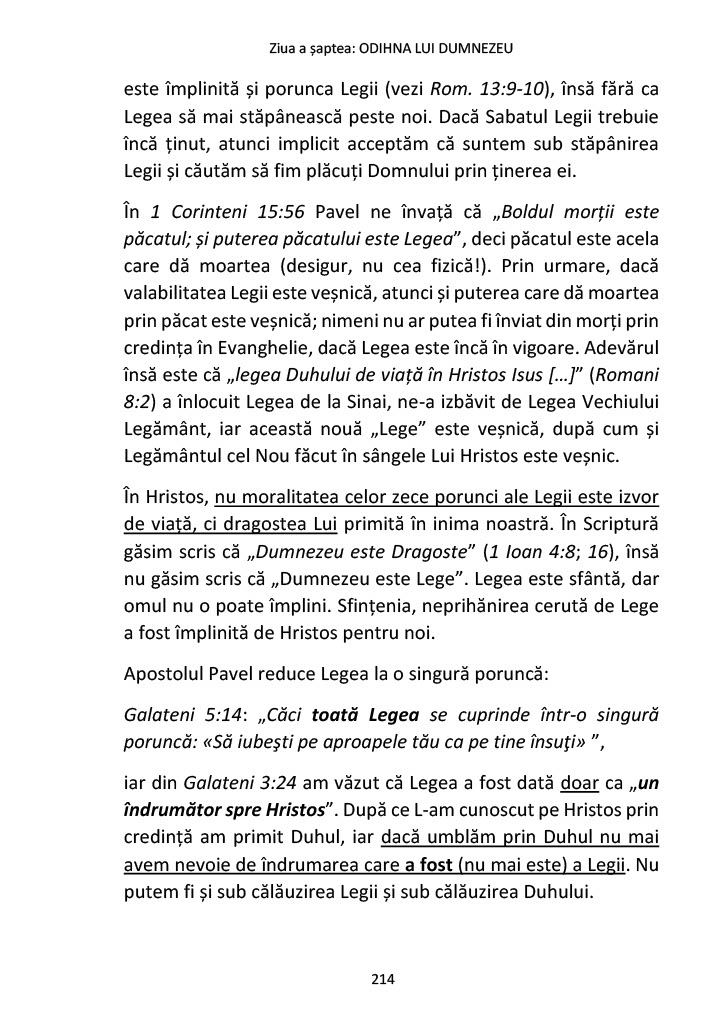 Ziua a șaptea: ODIHNA LUI DUMNEZEU
este împlinită și porunca Legii (vezi Rom. 13:9-10), însă fără ca
Legea să mai stăpânească peste noi. Dacă Sabatul Legii trebuie
încă ținut, atunci implicit acceptăm că suntem sub stăpânirea
Legii și căutăm să fim plăcuți Domnului prin ținerea ei.
În 1 Corinteni 15:56 Pavel ne învață că „Boldul morții este
păcatul; și puterea păcatului este Legea”, deci păcatul este acela
care dă moartea (desigur, nu cea fizică!). Prin urmare, dacă
valabilitatea Legii este veșnică, atunci și puterea care dă moartea
prin păcat este veșnică; nimeni nu ar putea fi înviat din morți prin
credința în Evanghelie, dacă Legea este încă în vigoare. Adevărul
însă este că „legea Duhului de viață în Hristos Isus […]” (Romani
8:2) a înlocuit Legea de la Sinai, ne-a izbăvit de Legea Vechiului
Legământ, iar această nouă „Lege” este veșnică, după cum și
Legământul cel Nou făcut în sângele Lui Hristos este veșnic.
În Hristos, nu moralitatea celor zece porunci ale Legii este izvor
de viață, ci dragostea Lui primită în inima noastră. În Scriptură
găsim scris că „Dumnezeu este Dragoste” (1 Ioan 4:8; 16), însă
nu găsim scris că „Dumnezeu este Lege”. Legea este sfântă, dar
omul nu o poate împlini. Sfințenia, neprihănirea cerută de Lege
a fost împlinită de Hristos pentru noi.
Apostolul Pavel reduce Legea la o singură poruncă:
Galateni 5:14: „Căci toată Legea se cuprinde într-o singură
poruncă: «Să iubeşti pe aproapele tău ca pe tine însuţi» ”,
iar din Galateni 3:24 am văzut că Legea a fost dată doar ca „un
îndrumător spre Hristos”. După ce L-am cunoscut pe Hristos prin
credință am primit Duhul, iar dacă umblăm prin Duhul nu mai
avem nevoie de îndrumarea care a fost (nu mai este) a Legii. Nu
putem fi și sub călăuzirea Legii și sub călăuzirea Duhului.
214